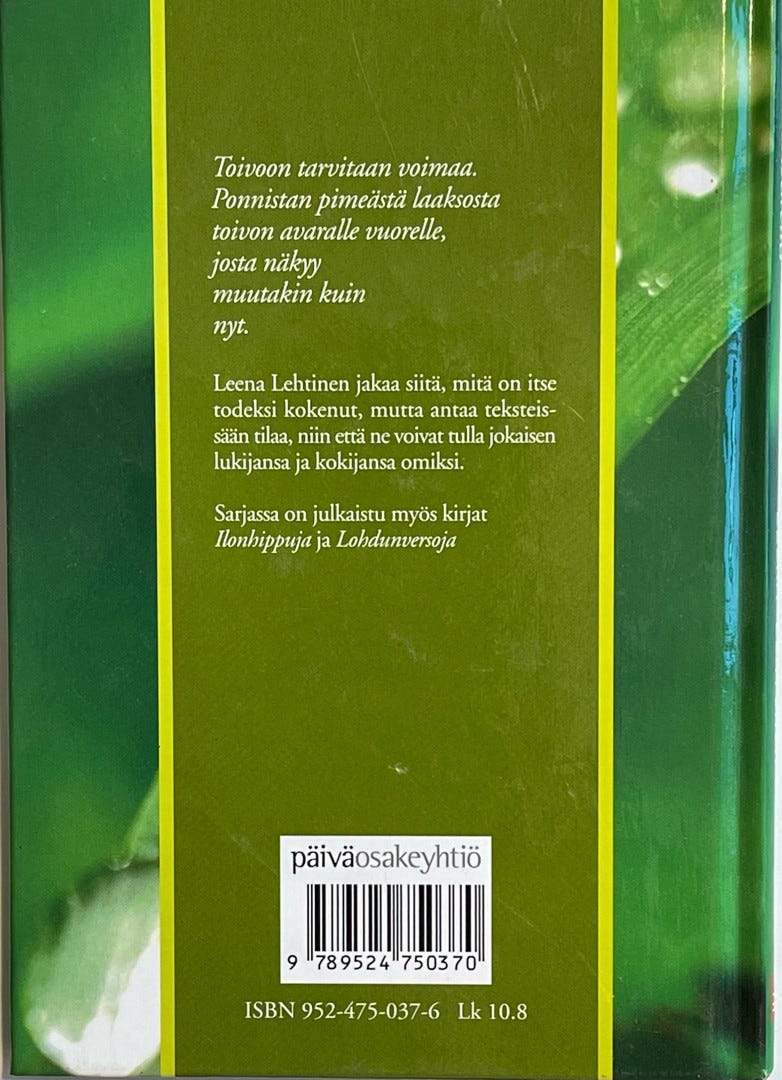 Toivoon tarvitaan voimaa.
Ponnistan pimeästä laaksosta
toivon avaralle vuorelle,
josta näkyy
muutakin kuin
nyt.
Leena Lehtinen jakaa siitä, mitä on itse
todeksi kokenut, mutta antaa teksteis-
sään tilaa, niin että ne voivat tulla jokaisen
lukijansa ja kokijansa omiksi.
Sarjassa on julkaistu myös kirjat
Ilonhippuja ja Lohdunversoja
päiväosakeyhtiö
9 789524 750370
ISBN 952-475-037-6 Lk 10.8